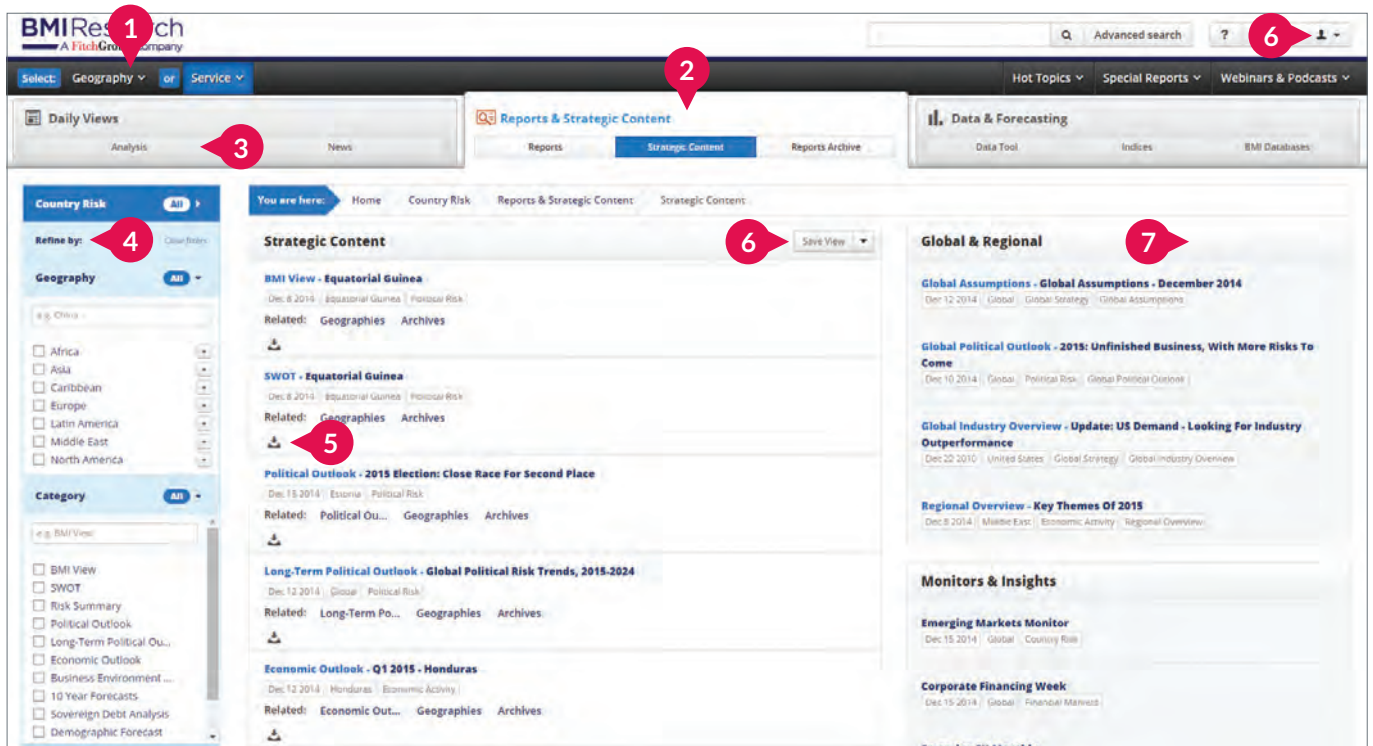 BMI Res ch
A FitchGro ompany
1
Advanced search
?
6
Select: Geography or Service
2
Hot Topics Special Reports Webinars & Podcasts
Daily Views
Analysis
3
News
Reports & Strategic Content
Reports Strategic Content Reports Archive
Data & Forecasting
Data Tool Indices BMI Databases
Country Risk All
Refine by:
4
Clear filters
Geography All
e.g. China
Africa
Asia
Caribbean
Europe
Latin America
Middle East
North America
Category All
e.g. BMI View
BMI View
SWOT
Risk Summary
Political Outlook
Long-Term Political Ou...
Economic Outlook
Business Environment ...
10 Year Forecasts
Sovereign Debt Analysis
Demographic Forecast
You are here: Home Country Risk Reports & Strategic Content Strategic Content
Strategic Content
6
Save View
BMI View - Equatorial Guinea
Dec 8 2014 Equatorial Guinea Political Risk
Related: Geographies Archives
SWOT - Equatorial Guinea
Dec 8 2014 Equatorial Guinea Political Risk
Related: Geographies Archives
5
Political Outlook - 2015 Election: Close Race For Second Place
Dec 15 2014 Estonia Political Risk
Related: Political Ou... Geographies Archives
Long-Term Political Outlook - Global Political Risk Trends, 2015-2024
Dec 12 2014 Global Political Risk
Related: Long-Term Po... Geographies Archives
Economic Outlook - Q1 2015 - Honduras
Dec 12 2014 Honduras Economic Activity
Related: Economic Out... Geographies Archives
Global & Regional
7
Global Assumptions - Global Assumptions - December 2014
Dec 12 2014 Global Global Strategy Global Assumptions
Global Political Outlook - 2015: Unfinished Business, With More Risks To
Come
Dec 10 2014 Global Political Risk Global Political Outlook
Global Industry Overview - Update: US Demand - Looking For Industry
Outperformance
Dec 22 2010 United States Global Strategy Global Industry Overview
Regional Overview - Key Themes Of 2015
Dec 8 2014 Middle East Economic Activity Regional Overview
Monitors & Insights
Emerging Markets Monitor
Dec 15 2014 Global Country Risk
Corporate Financing Week
Dec 15 2014 Global Financial Markets